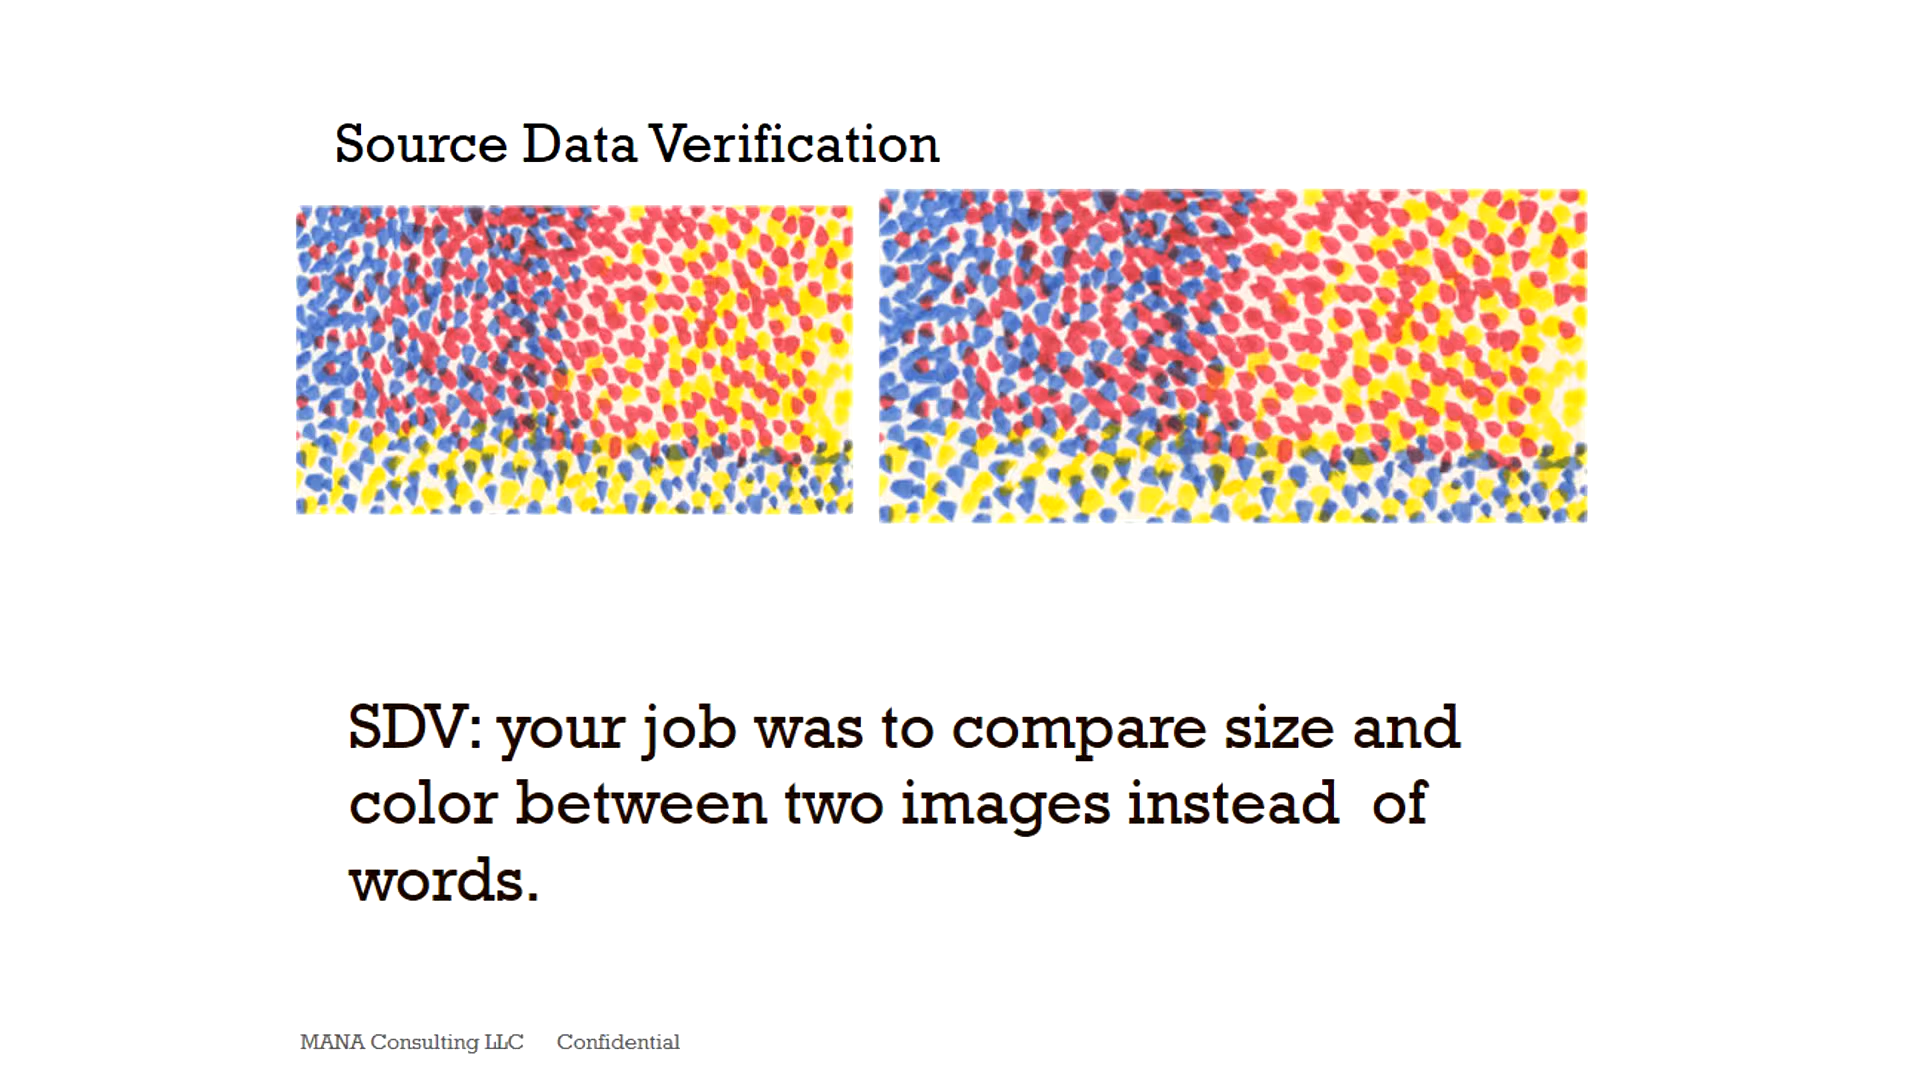 Source Data Verification
SDV: your job was to compare size and
color between two images instead  of
words.
MANA Consulting LLC    Confidential